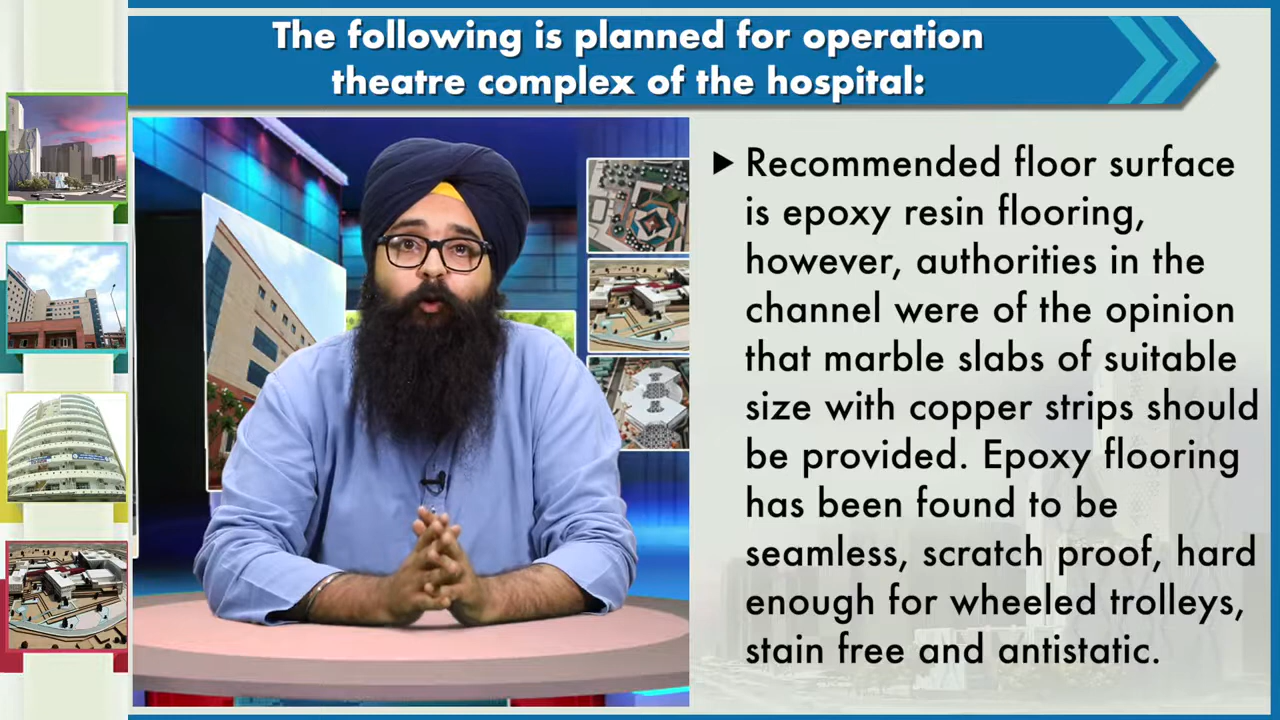 The following is planned for operation
theatre complex of the hospital:
▶ Recommended floor surface
is epoxy resin flooring,
however, authorities in the
channel were of the opinion
that marble slabs of suitable
size with copper strips should
be provided. Epoxy flooring
has been found to be
seamless, scratch proof, hard
enough for wheeled trolleys,
stain free and antistatic.